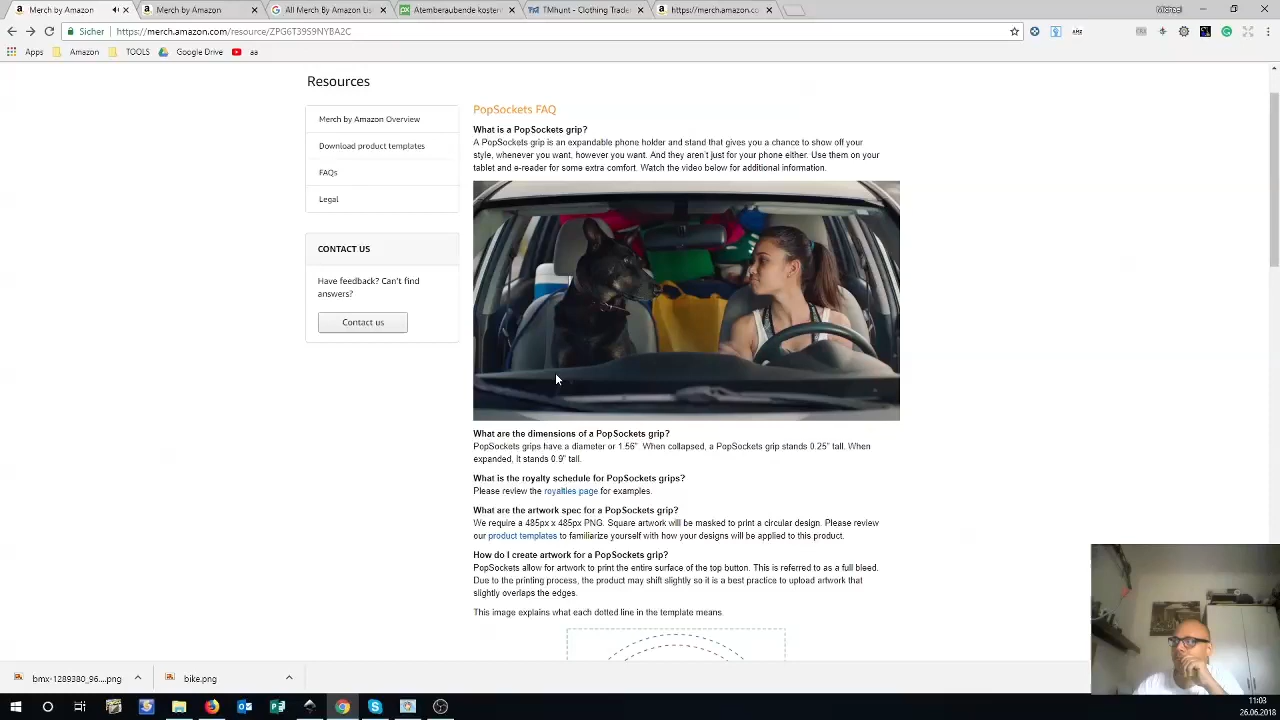 Merch by Amazon
Merch By Amazon
All Merch By Amazon Lis
Atemberaubende koster
TMhunt - Clothing Trader
https://merch.amazon.co
Sicher
https://merch.amazon.com/resource/ZPG6T39S9NYBA2C
Apps
Amazon
TOOLS
Google Drive
aa
Resources
Merch by Amazon Overview
Download product templates
FAQs
Legal
CONTACT US
Have feedback? Can't find
answers?
Contact us
PopSockets FAQ
What is a PopSockets grip?
A PopSockets grip is an expandable phone holder and stand that gives you a chance to show off your
style, whenever you want, however you want. And they aren't just for your phone either. Use them on your
tablet and e-reader for some extra comfort. Watch the video below for additional information.
What are the dimensions of a PopSockets grip?
PopSockets grips have a diameter or 1.56" When collapsed, a PopSockets grip stands 0.25" tall. When
expanded, it stands 0.9" tall.
What is the royalty schedule for PopSockets grips?
Please review the royalties page for examples.
What are the artwork spec for a PopSockets grip?
We require a 485px x 485px PNG. Square artwork will be masked to print a circular design. Please review
our product templates to familiarize yourself with how your designs will be applied to this product.
How do I create artwork for a PopSockets grip?
PopSockets allow for artwork to print the entire surface of the top button. This is referred to as a full bleed.
Due to the printing process, the product may shift slightly so it is a best practice to upload artwork that
slightly overlaps the edges.
This image explains what each dotted line in the template means.
bmx-1289380_96....png
bike.png
11:03
26.06.2018